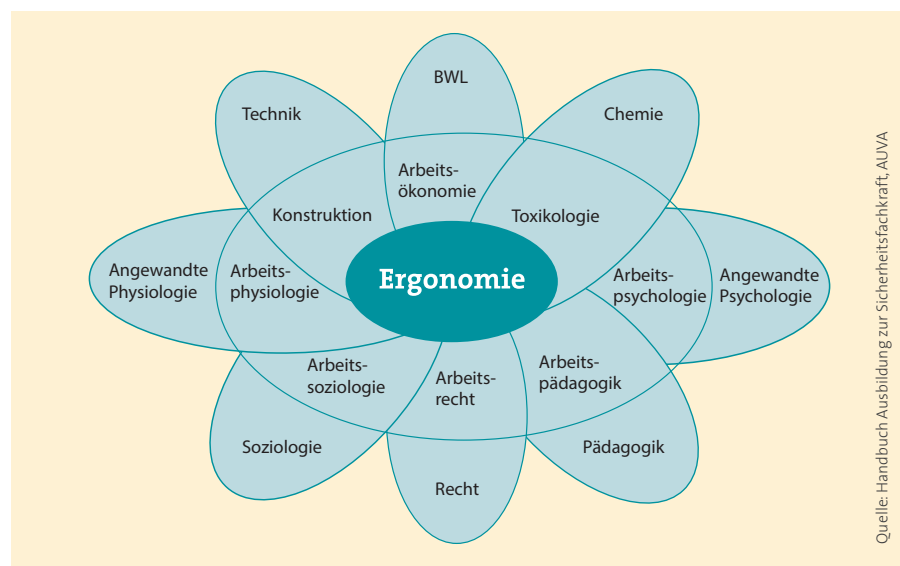 BWL
Technik
Chemie
Arbeits-
ökonomie
Konstruktion
Toxikologie
Angewandte
Physiologie
Arbeits-
physiologie
Ergonomie
Arbeits-
psychologie
Angewandte
Psychologie
Arbeits-
soziologie
Arbeits-
recht
Arbeits-
pädagogik
Soziologie
Recht
Pädagogik
Quelle: Handbuch Ausbildung zur Sicherheitsfachkraft, AUVA